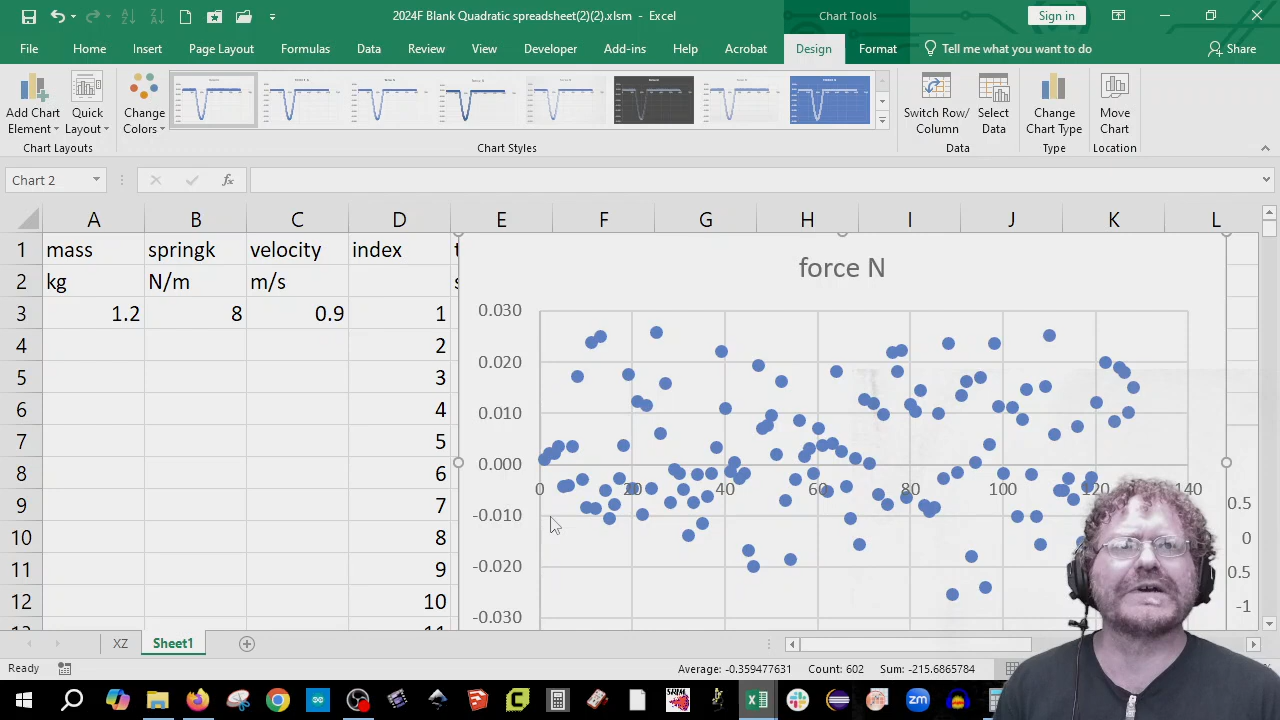 2024F Blank Quadratic spreadsheet(2)(2).xlsm - Excel
Chart Tools
Sign in
File Home Insert Page Layout Formulas Data Review View Developer Add-ins Help Acrobat Design Format Tell me what you want to do Share
Add Chart Element
Quick Layout
Change Colors
Switch Row/ Column
Select Data
Change Chart Type
Move Chart
Chart Layouts Chart Styles Data Type Location
Chart 2 fx
A B C D E F G H I J K L
1 mass springk velocity index t
2 kg N/m m/s s
3 1.2 8 0.9 1
4 2
5 3
6 4
7 5
8 6
9 7
10 8
11 9
12 10
force N
0.030
0.020
0.010
0.000
0 20 40 60 80 100 120 140
-0.010
-0.020
-0.030
0.5
0
0.5
-1
XZ Sheet1
Ready Average: -0.359477631 Count: 602 Sum: -215.6865784
zm